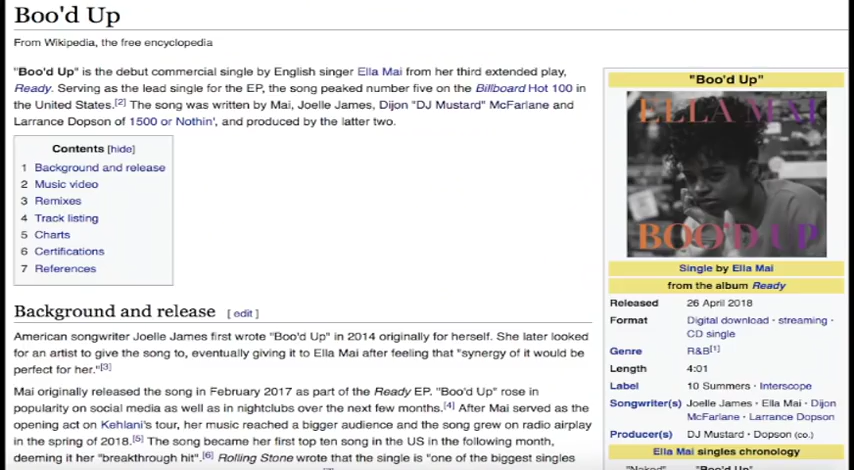 Boo'd Up
From Wikipedia, the free encyclopedia
"Boo'd Up" is the debut commercial single by English singer Ella Mai from her third extended play,
Ready. Serving as the lead single for the EP, the song peaked number five on the Billboard Hot 100 in
the United States.[2] The song was written by Mai, Joelle James, Dijon "DJ Mustard" McFarlane and
Larrance Dopson of 1500 or Nothin', and produced by the latter two.
Contents [hide]
1 Background and release
2 Music video
3 Remixes
4 Track listing
5 Charts
6 Certifications
7 References
Background and release [ edit ]
American songwriter Joelle James first wrote "Boo'd Up" in 2014 originally for herself. She later looked
for an artist to give the song to, eventually giving it to Ella Mai after feeling that "synergy of it would be
perfect for her."[3]
Mai originally released the song in February 2017 as part of the Ready EP. "Boo'd Up" rose in
popularity on social media as well as in nightclubs over the next few months.[4] After Mai served as the
opening act on Kehlani's tour, her music reached a bigger audience and the song grew on radio airplay
in the spring of 2018.[5] The song became her first top ten song in the US in the following month,
deeming it her "breakthrough hit".[6] Rolling Stone wrote that the single is "one of the biggest singles
"Boo'd Up"
ELLA MAI
BOO'D UP
Single by Ella Mai
from the album Ready
Released 26 April 2018
Format Digital download · streaming ·
CD single
Genre R&B[1]
Length 4:01
Label 10 Summers · Interscope
Songwriter(s) Joelle James · Ella Mai · Dijon
McFarlane · Larrance Dopson
Producer(s) DJ Mustard · Dopson (co.)
Ella Mai singles chronology
"Naked" "Boo'd Up"